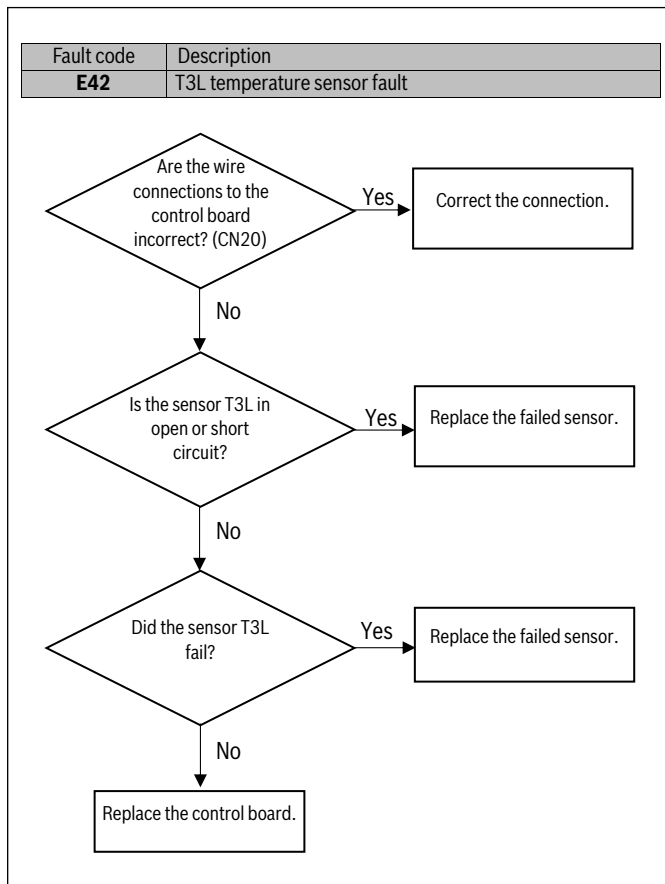 Fault code Description
E42 T3L temperature sensor fault
Are the wire
connections to the
control board
incorrect? (CN20)
Yes
Correct the connection.
No
Is the sensor T3L in
open or short
circuit?
Yes
Replace the failed sensor.
No
Did the sensor T3L
fail?
Yes
Replace the failed sensor.
No
Replace the control board.